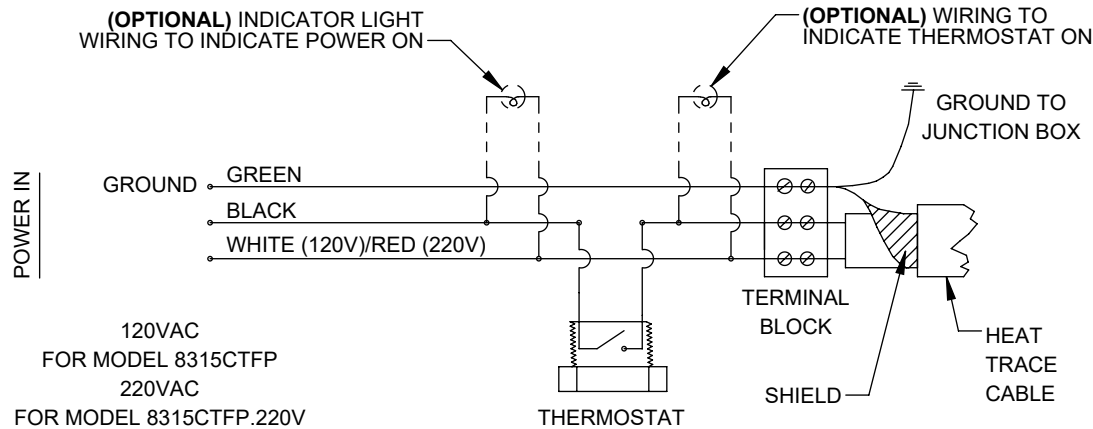 (OPTIONAL) INDICATOR LIGHT
WIRING TO INDICATE POWER ON
(OPTIONAL) WIRING TO
INDICATE THERMOSTAT ON
GROUND TO
JUNCTION BOX
POWER IN
GROUND
GREEN
BLACK
WHITE (120V)/RED (220V)
TERMINAL
BLOCK
120VAC
FOR MODEL 8315CTFP
220VAC
FOR MODEL 8315CTFP.220V
THERMOSTAT
SHIELD
HEAT
TRACE
CABLE